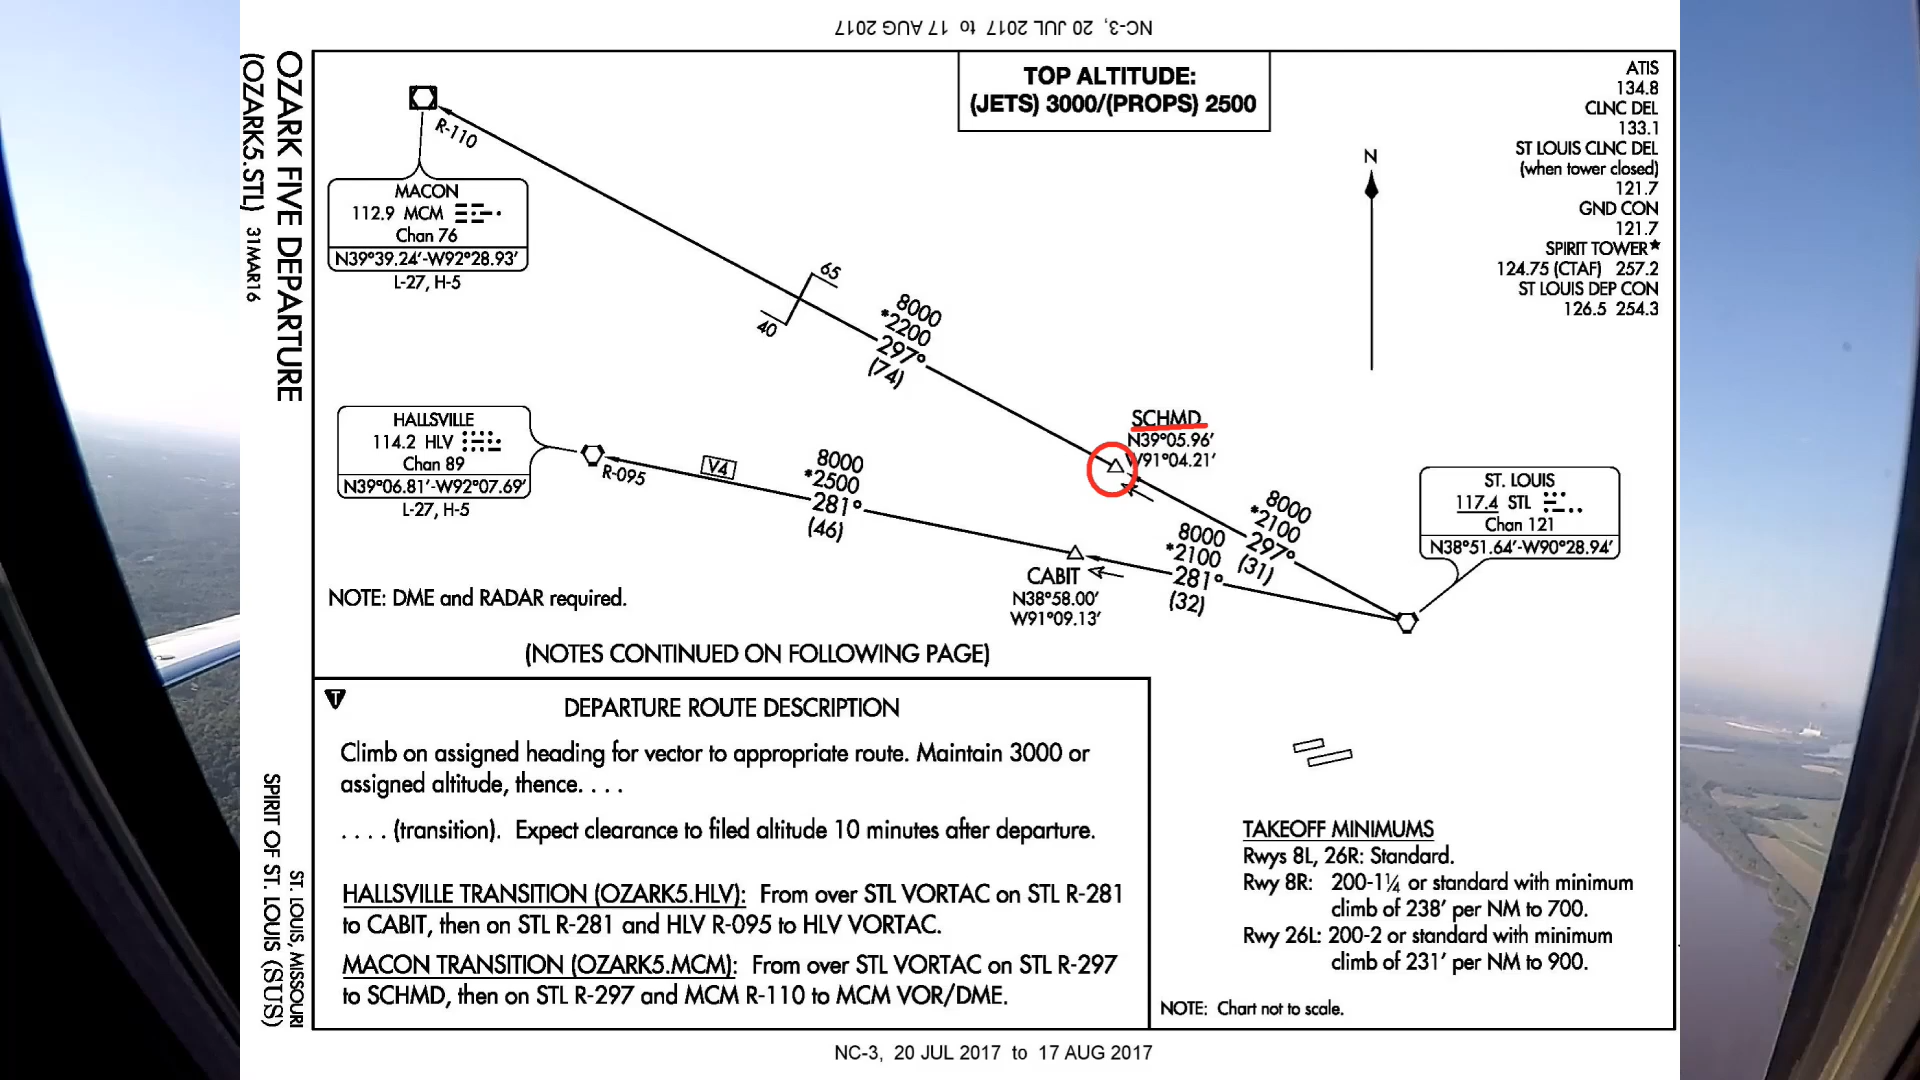 NC-3, 20 JUL 2017 to 17 AUG 2017
OZARK FIVE DEPARTURE
(OZARK5.STL) 31MAR16
TOP ALTITUDE:
(JETS) 3000/(PROPS) 2500
ATIS
134.8
CLNC DEL
133.1
ST LOUIS CLNC DEL
(when tower closed)
121.7
GND CON
121.7
SPIRIT TOWER★
124.75 (CTAF) 257.2
ST LOUIS DEP CON
126.5 254.3
N
R-110
MACON
112.9 MCM
Chan 76
N39°39.24'-W92°28.93'
L-27, H-5
65
40
8000
*2200
297°
(74)
SCHMD
N39°05.96'
W91°04.21'
HALLSVILLE
114.2 HLV
Chan 89
N39°06.81'-W92°07.69'
L-27, H-5
R-095
V4
8000
*2500
281°
(46)
8000
*2100
297°
(31)
8000
*2100
281°
(32)
ST. LOUIS
117.4 STL
Chan 121
N38°51.64'-W90°28.94'
CABIT
N38°58.00'
W91°09.13'
NOTE: DME and RADAR required.
(NOTES CONTINUED ON FOLLOWING PAGE)
T
DEPARTURE ROUTE DESCRIPTION
Climb on assigned heading for vector to appropriate route. Maintain 3000 or
assigned altitude, thence. . . .
. . . . (transition). Expect clearance to filed altitude 10 minutes after departure.
HALLSVILLE TRANSITION (OZARK5.HLV): From over STL VORTAC on STL R-281
to CABIT, then on STL R-281 and HLV R-095 to HLV VORTAC.
MACON TRANSITION (OZARK5.MCM): From over STL VORTAC on STL R-297
to SCHMD, then on STL R-297 and MCM R-110 to MCM VOR/DME.
TAKEOFF MINIMUMS
Rwys 8L, 26R: Standard.
Rwy 8R: 200-1¼ or standard with minimum
climb of 238' per NM to 700.
Rwy 26L: 200-2 or standard with minimum
climb of 231' per NM to 900.
NOTE: Chart not to scale.
ST. LOUIS, MISSOURI
SPIRIT OF ST. LOUIS (SUS)
NC-3, 20 JUL 2017 to 17 AUG 2017